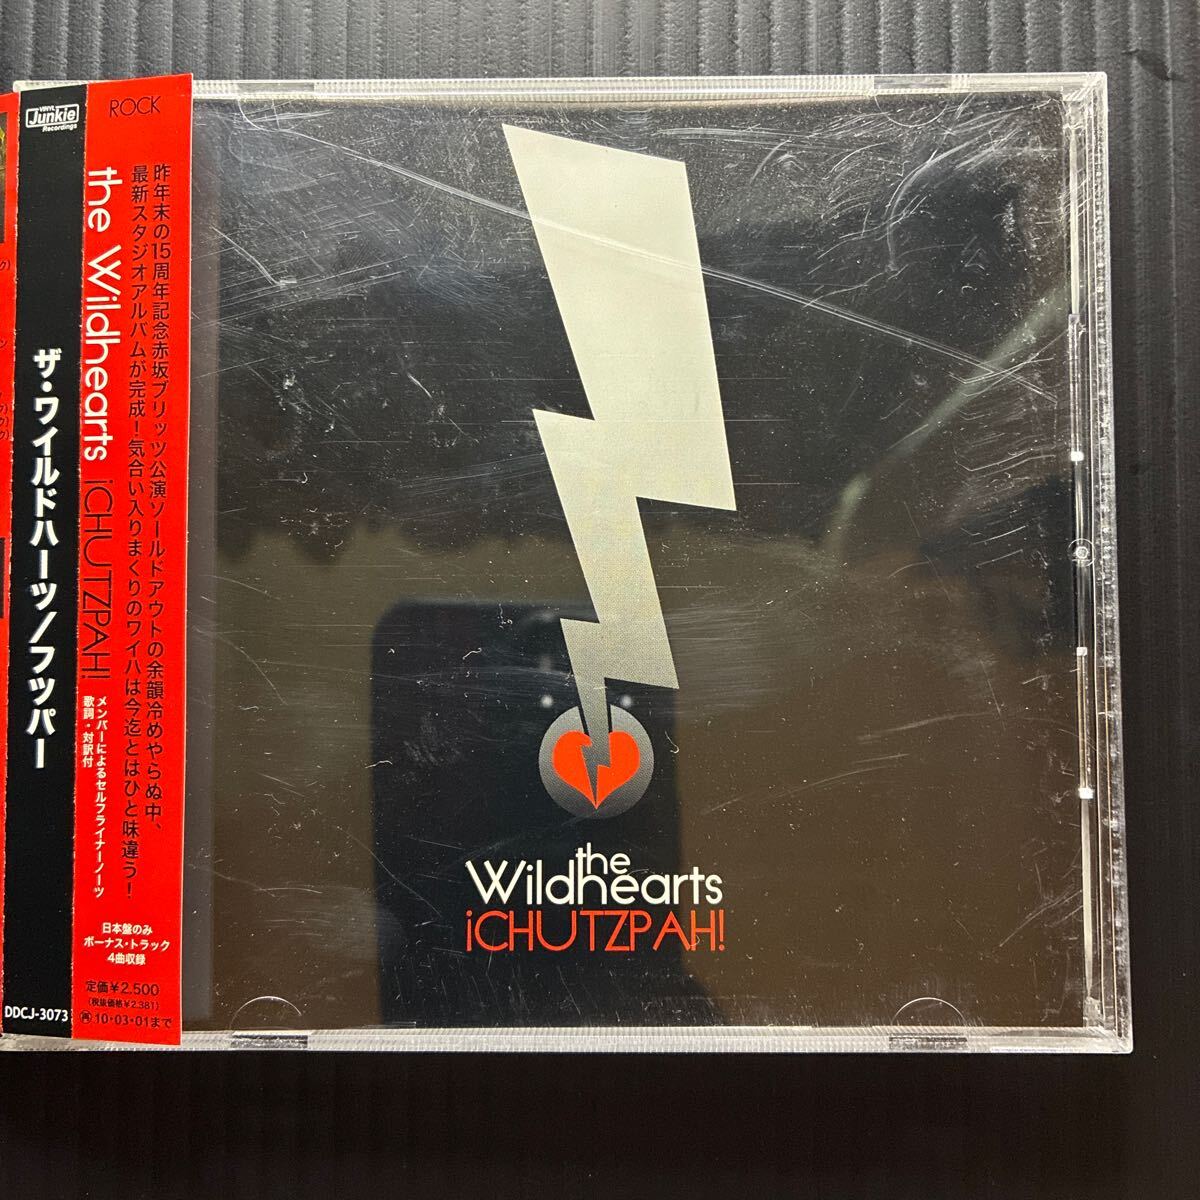 VINYL
Junkie
Recordings
ザ・ワイルドハーツ/フツパー
DDCJ-3073
ROCK
the Wildhearts ¡CHUTZPAH!
昨年末の15周年記念赤坂ブリッツ公演ソールドアウトの余韻冷めやらぬ中、
最新スタジオアルバムが完成!気合い入りまくりのワイハは今迄とはひと味違う!
メンバーによるセルフライナーノーツ
歌詞・対訳付
日本盤のみ
ボーナス・トラック
4曲収録
定価¥2,500
(税抜価格¥2,381)
再10・03・01まで
the
Wildhearts
¡CHUTZPAH!